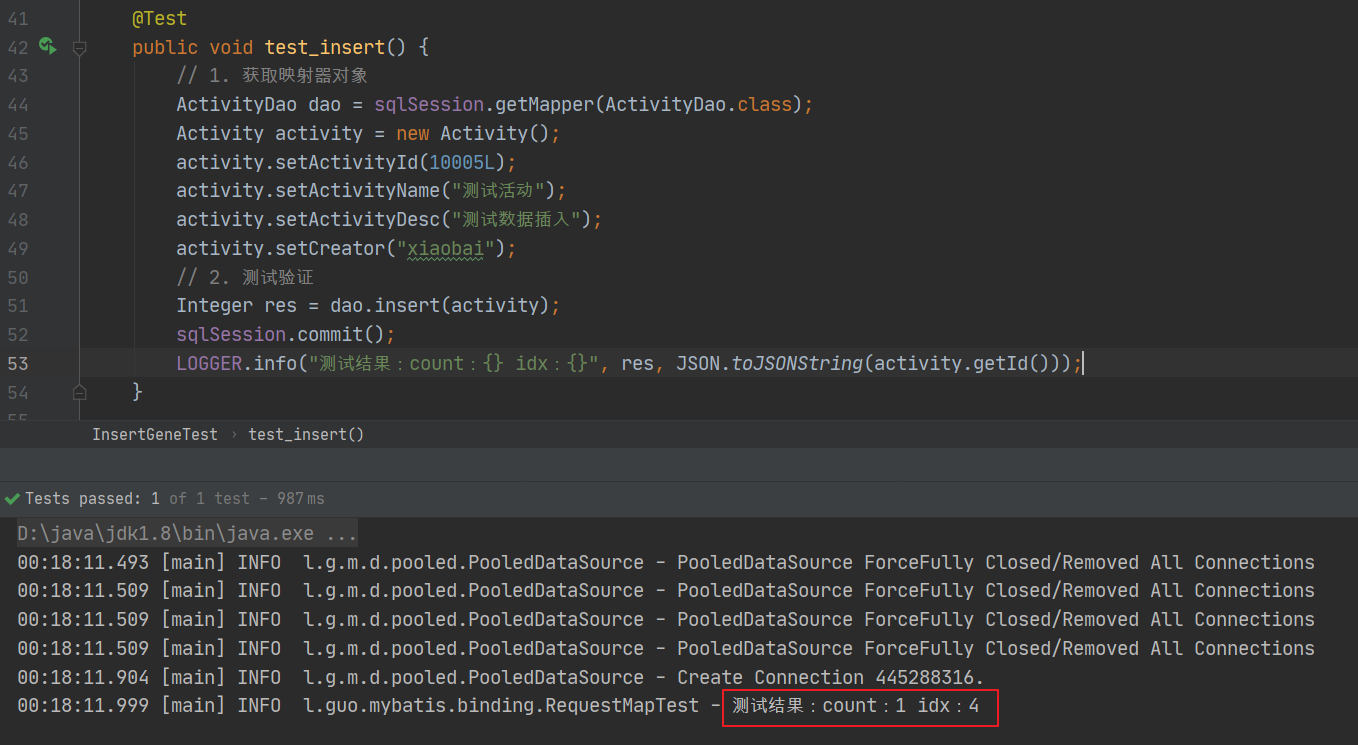 41 @Test
42 public void test_insert() {
43 // 1. 获取映射器对象
44 ActivityDao dao = sqlSession.getMapper(ActivityDao.class);
45 Activity activity = new Activity();
46 activity.setActivityId(10005L);
47 activity.setActivityName("测试活动");
48 activity.setActivityDesc("测试数据插入");
49 activity.setCreator("xiaobai");
50 // 2. 测试验证
51 Integer res = dao.insert(activity);
52 sqlSession.commit();
53 LOGGER.info("测试结果：count：{} idx：{}", res, JSON.toJSONString(activity.getId()));
54 }
55
InsertGeneTest › test_insert()
Tests passed: 1 of 1 test – 987 ms
D:\java\jdk1.8\bin\java.exe ...
00:18:11.493 [main] INFO  l.g.m.d.pooled.PooledDataSource - PooledDataSource ForceFully Closed/Removed All Connections
00:18:11.509 [main] INFO  l.g.m.d.pooled.PooledDataSource - PooledDataSource ForceFully Closed/Removed All Connections
00:18:11.509 [main] INFO  l.g.m.d.pooled.PooledDataSource - PooledDataSource ForceFully Closed/Removed All Connections
00:18:11.509 [main] INFO  l.g.m.d.pooled.PooledDataSource - PooledDataSource ForceFully Closed/Removed All Connections
00:18:11.904 [main] INFO  l.g.m.d.pooled.PooledDataSource - Create Connection 445288316.
00:18:11.999 [main] INFO  l.guo.mybatis.binding.RequestMapTest - 测试结果：count：1 idx：4